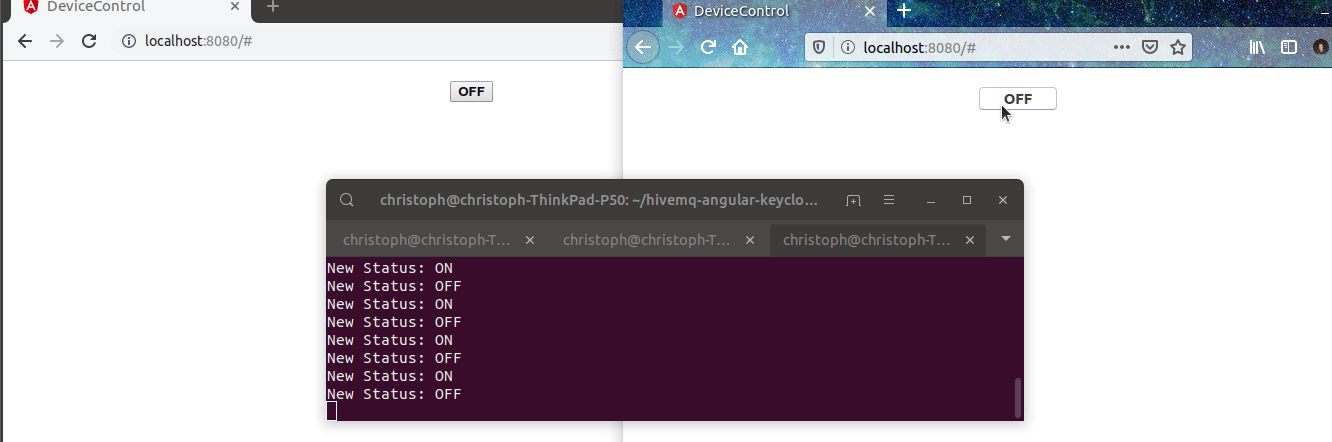 DeviceControl
localhost:8080/#
OFF
DeviceControl
localhost:8080/#
OFF
christoph@christoph-ThinkPad-P50: ~/hivemq-angular-keyclo…
christoph@christoph-T… christoph@christoph-T… christoph@christoph-T…
New Status: ON
New Status: OFF
New Status: ON
New Status: OFF
New Status: ON
New Status: OFF
New Status: ON
New Status: OFF